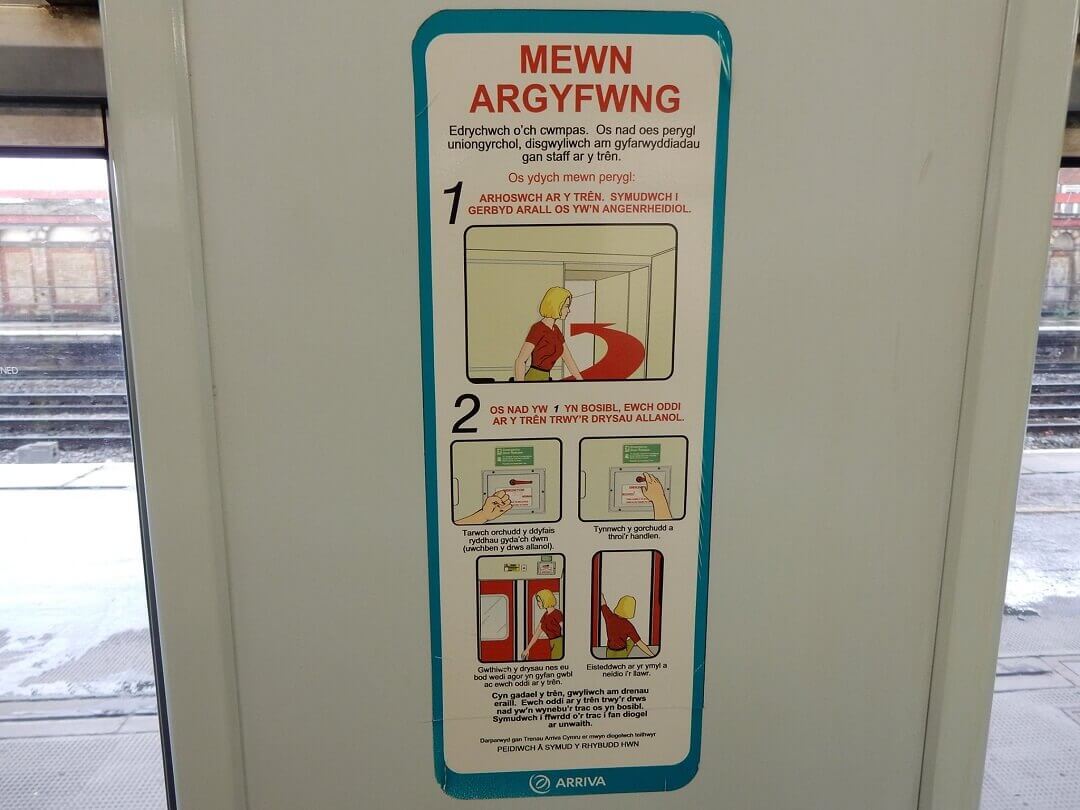 MEWN
ARGYFWNG
Edrychwch o'ch cwmpas. Os nad oes perygl
uniongyrchol, disgwyliwch am gyfarwyddiadau
gan staff ar y trên.
Os ydych mewn perygl:
1 ARHOSWCH AR Y TRÊN. SYMUDWCH I
GERBYD ARALL OS YW'N ANGENRHEIDIOL.
2 OS NAD YW 1 YN BOSIBL, EWCH ODDI
AR Y TRÊN TRWY'R DRYSAU ALLANOL.
Tarwch orchudd y ddyfais
ryddhau gyda'ch dwrn
(uwchben y drws allanol).
Tynnwch y gorchudd a
throi'r handlen.
Gwthiwch y drysau nes eu
bod wedi agor yn gyfan gwbl
ac ewch oddi ar y trên.
Eisteddwch ar yr ymyl a
neidio i'r llawr.
Cyn gadael y trên, gwyliwch am drenau
eraill. Ewch oddi ar y trên trwy'r drws
nad yw'n wynebu'r trac os yn bosibl.
Symudwch i ffwrdd o'r trac i fan diogel
ar unwaith.
Darparwyd gan Trenau Arriva Cymru er mwyn diogelwch teithwyr
PEIDIWCH Â SYMUD Y RHYBUDD HWN
ARRIVA